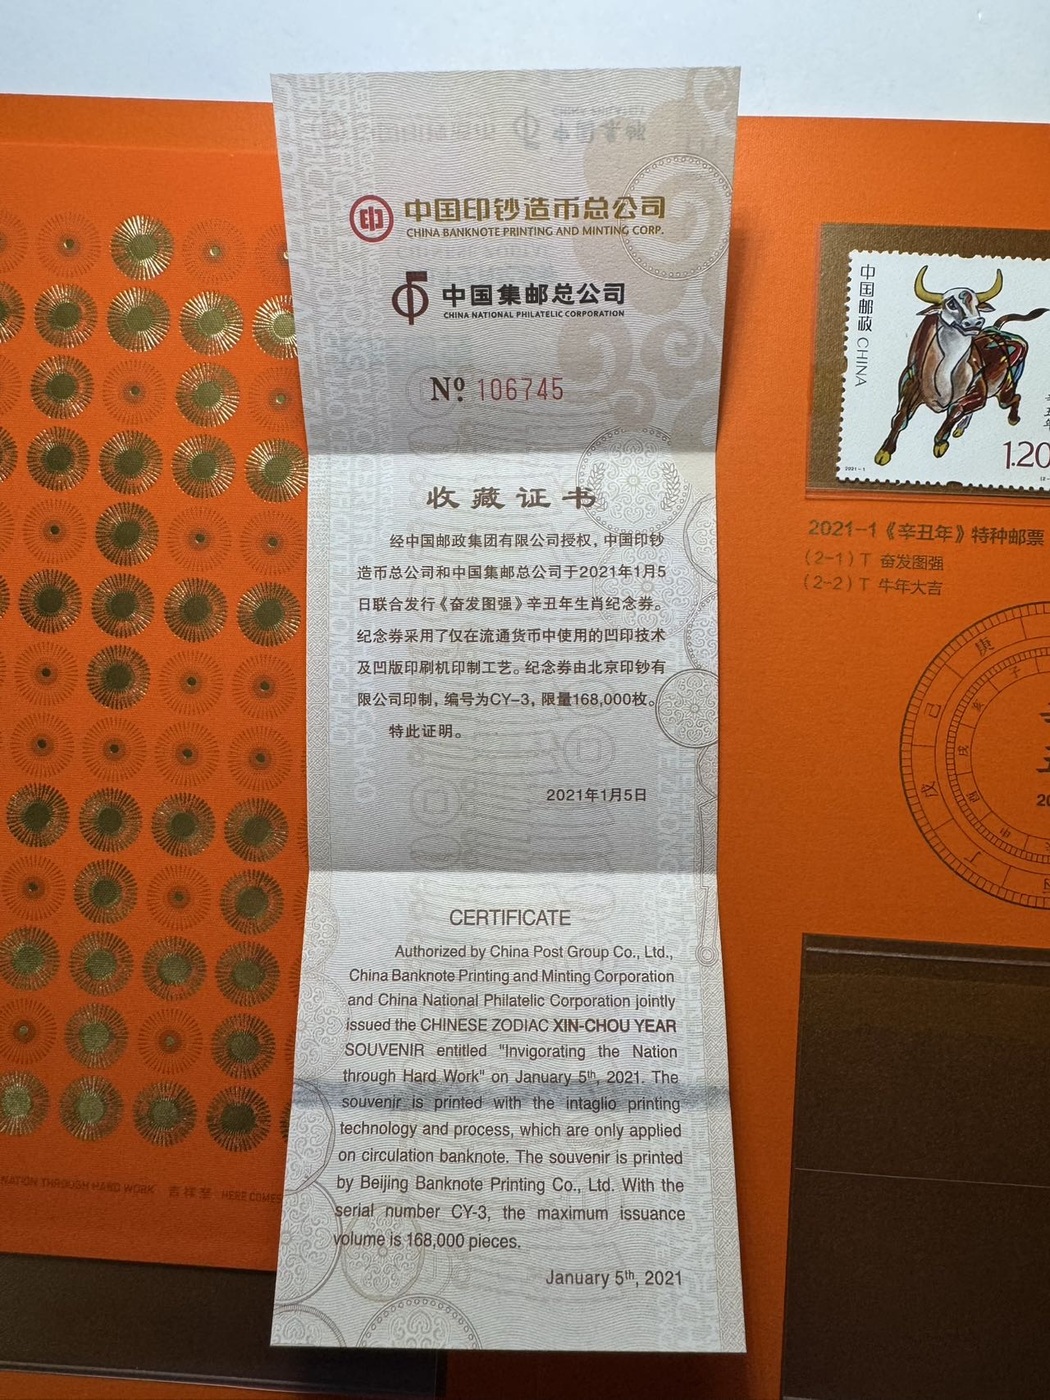 中国印钞造币总公司
CHINA BANKNOTE PRINTING AND MINTING CORP.
中国集邮总公司
CHINA NATIONAL PHILATELIC CORPORATION
Nº 106745
收藏证书
经中国邮政集团有限公司授权，中国印钞
造币总公司和中国集邮总公司于2021年1月5
日联合发行《奋发图强》辛丑年生肖纪念券。
纪念券采用了仅在流通货币中使用的凹印技术
及凹版印刷机印制工艺。纪念券由北京印钞有
限公司印制，编号为CY-3，限量168,000枚。
特此证明。
2021年1月5日
CERTIFICATE
Authorized by China Post Group Co., Ltd.,
China Banknote Printing and Minting Corporation
and China National Philatelic Corporation jointly
issued the CHINESE ZODIAC XIN-CHOU YEAR
SOUVENIR entitled "Invigorating the Nation
through Hard Work" on January 5th, 2021. The
souvenir is printed with the intaglio printing
technology and process, which are only applied
on circulation banknote. The souvenir is printed
by Beijing Banknote Printing Co., Ltd. With the
serial number CY-3, the maximum issuance
volume is 168,000 pieces.
January 5th, 2021
中国邮政 CHINA
1.20
2021-1
2021-1《辛丑年》特种邮票
(2-1) T 奋发图强
(2-2) T 牛年大吉
NATION THROUGH HARD WORK 吉祥至 HERE COMES